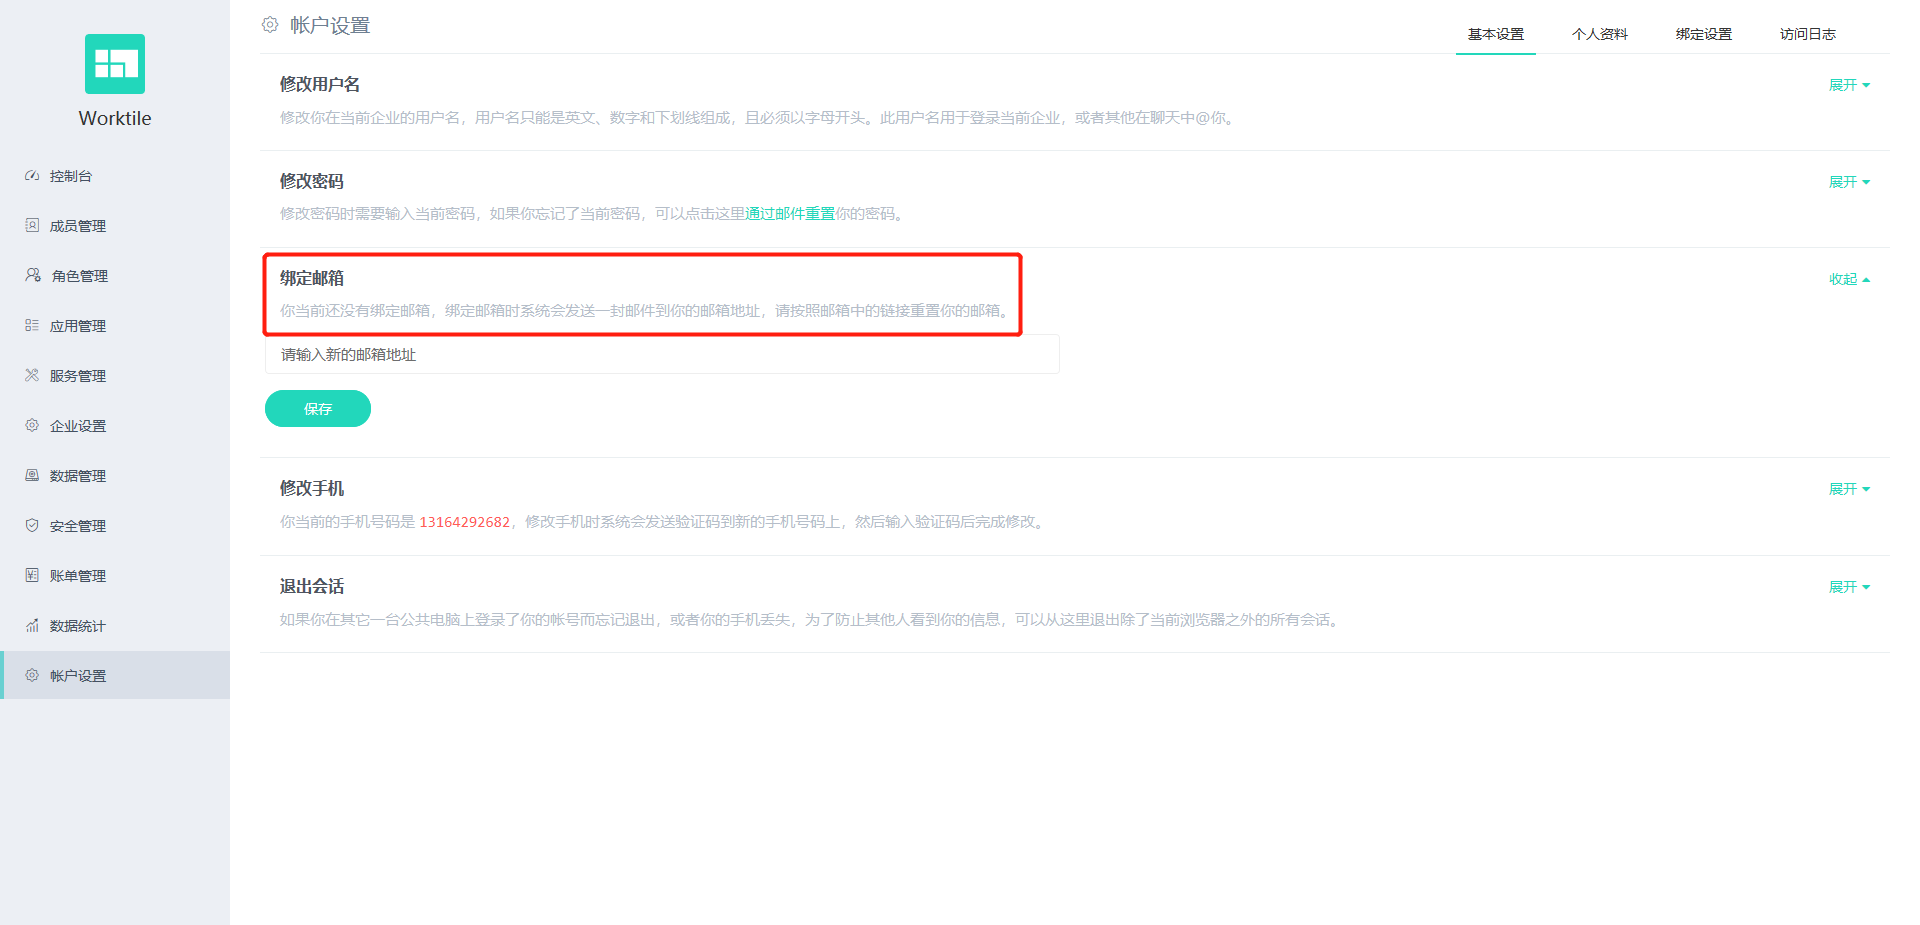 Worktile
控制台
成员管理
角色管理
应用管理
服务管理
企业设置
数据管理
安全管理
账单管理
数据统计
帐户设置
帐户设置
基本设置 个人资料 绑定设置 访问日志
修改用户名 展开
修改你在当前企业的用户名，用户名只能是英文、数字和下划线组成，且必须以字母开头。此用户名用于登录当前企业，或者其他在聊天中@你。
修改密码 展开
修改密码时需要输入当前密码，如果你忘记了当前密码，可以点击这里通过邮件重置你的密码。
绑定邮箱 收起
你当前还没有绑定邮箱，绑定邮箱时系统会发送一封邮件到你的邮箱地址，请按照邮箱中的链接重置你的邮箱。
请输入新的邮箱地址
保存
修改手机 展开
你当前的手机号码是 13164292682，修改手机时系统会发送验证码到新的手机号码上，然后输入验证码后完成修改。
退出会话 展开
如果你在其它一台公共电脑上登录了你的帐号而忘记退出，或者你的手机丢失，为了防止其他人看到你的信息，可以从这里退出除了当前浏览器之外的所有会话。